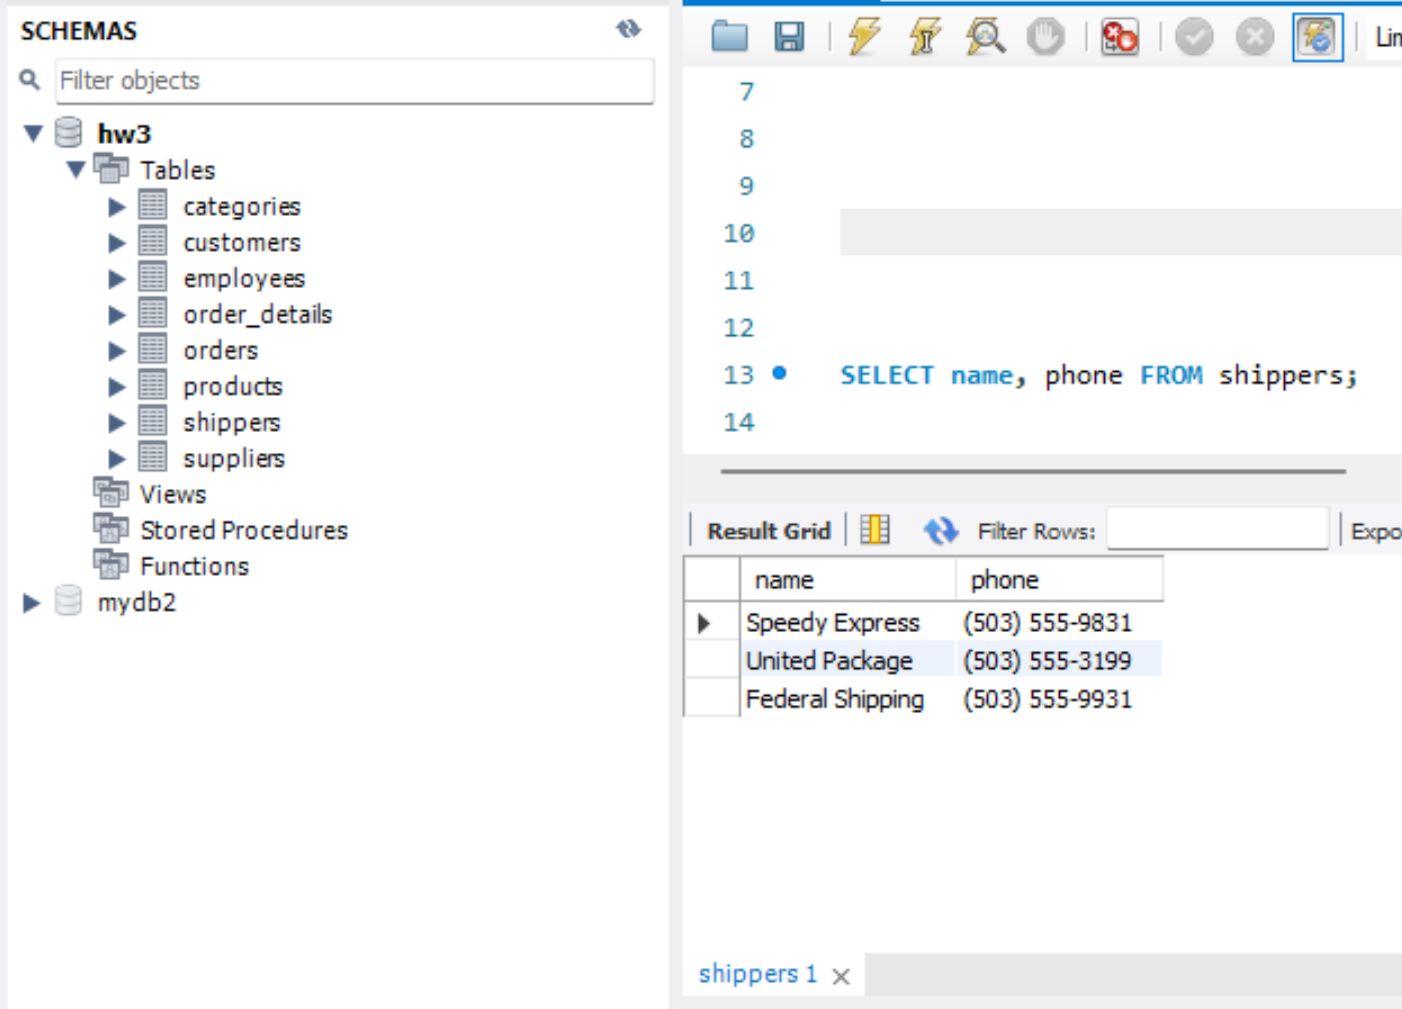 SCHEMAS
Filter objects
hw3
Tables
categories
customers
employees
order_details
orders
products
shippers
suppliers
Views
Stored Procedures
Functions
mydb2
Lin
7
8
9
10
11
12
13 SELECT name, phone FROM shippers;
14
Result Grid Filter Rows: Expo
name phone
Speedy Express (503) 555-9831
United Package (503) 555-3199
Federal Shipping (503) 555-9931
shippers 1